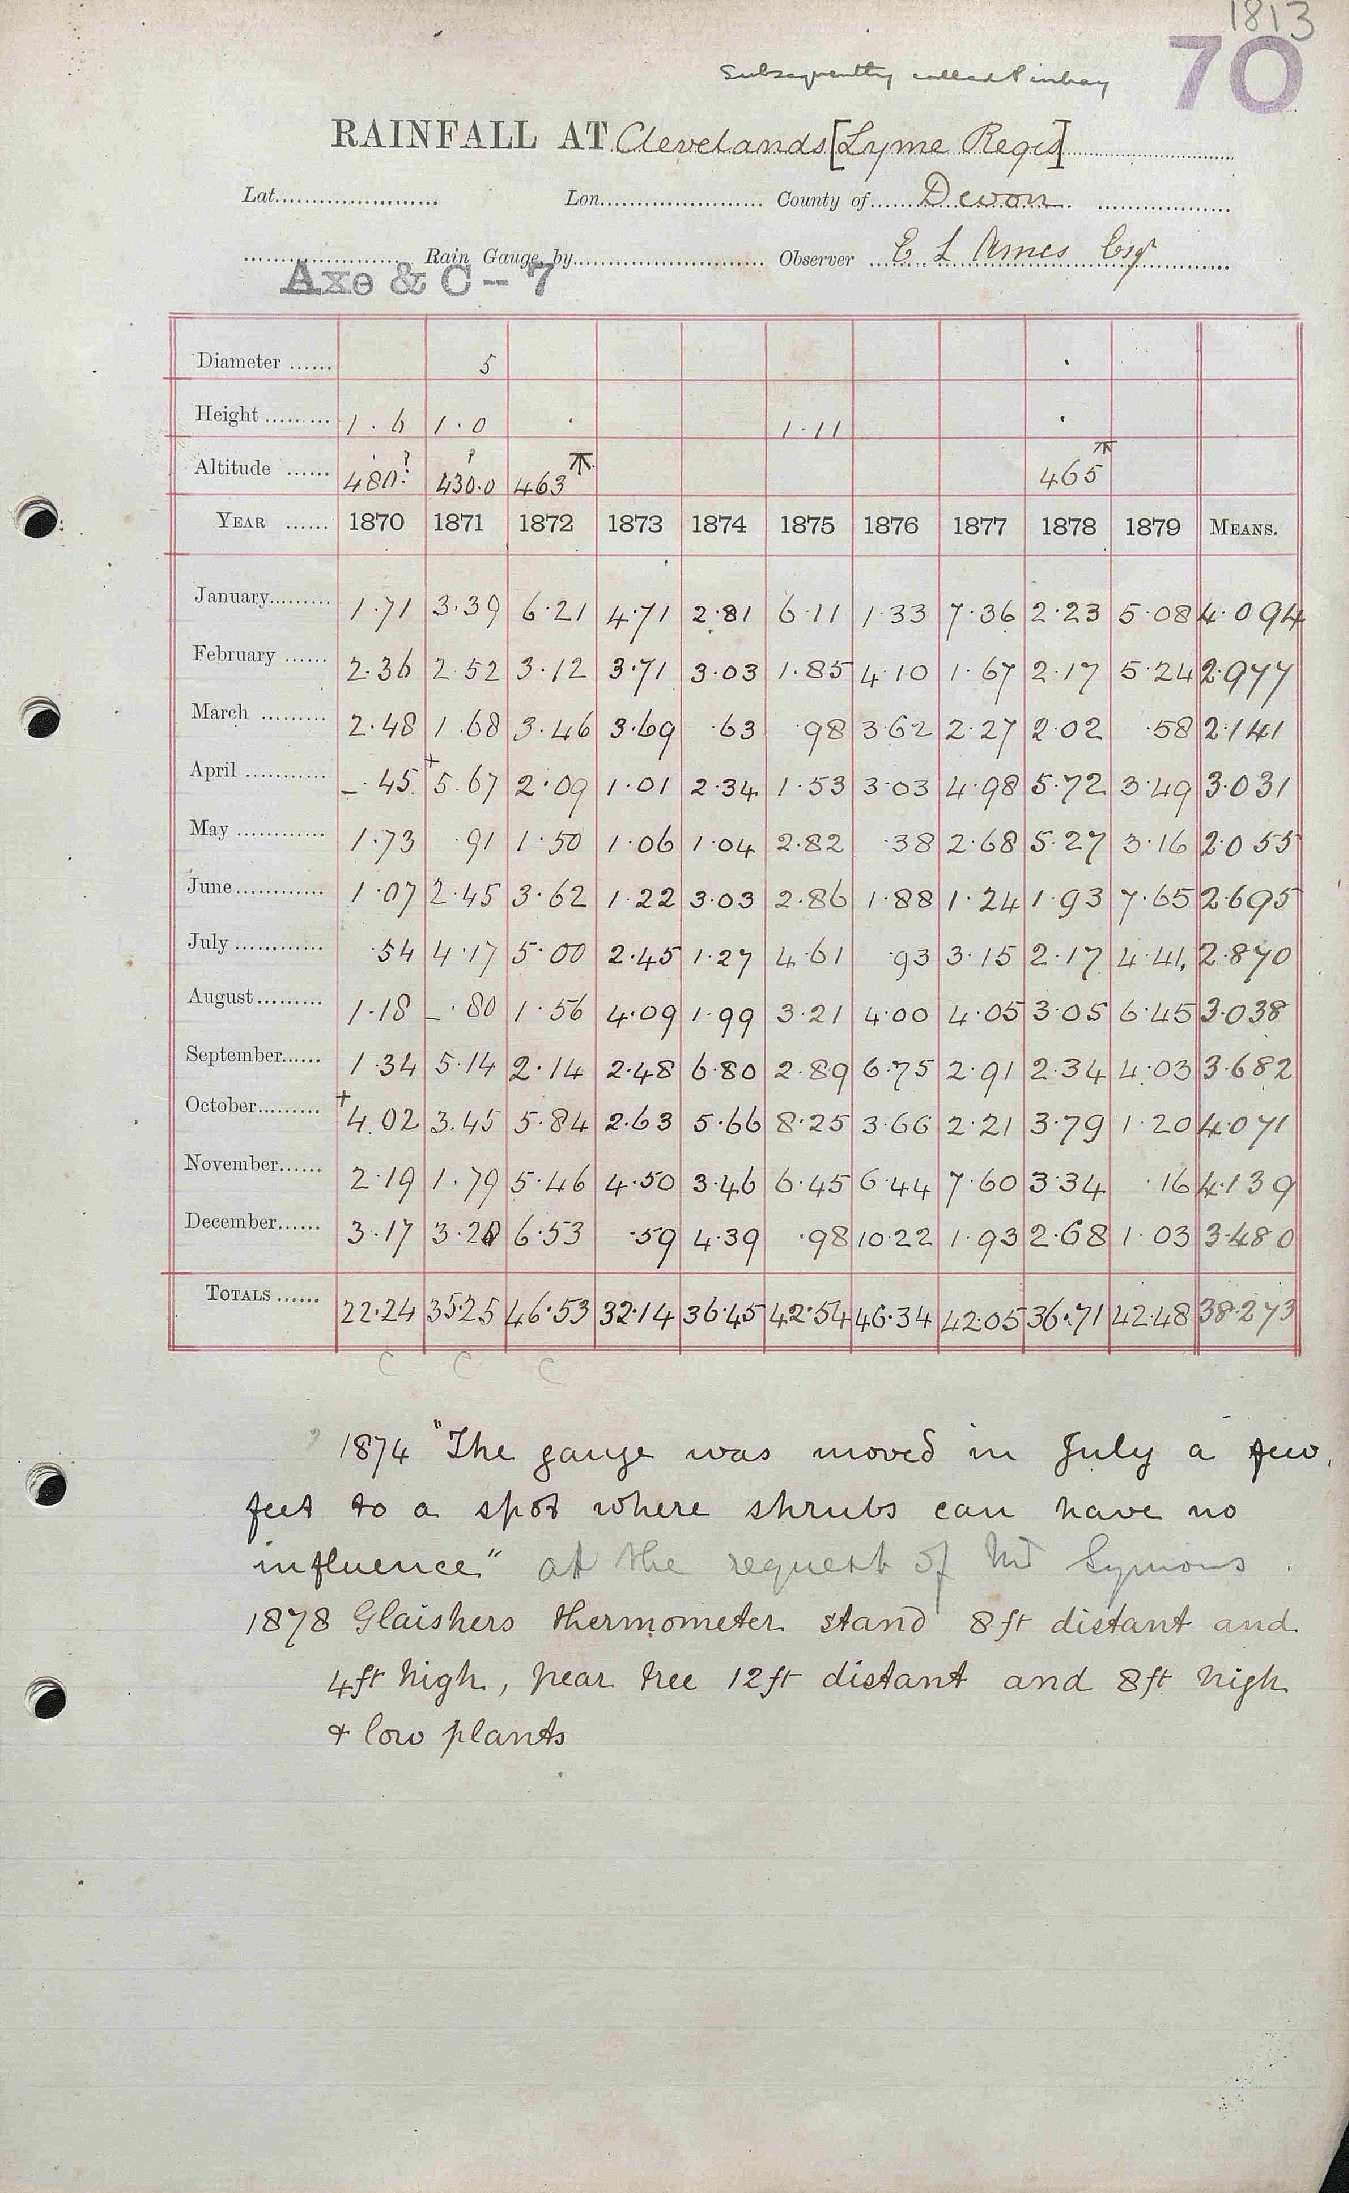 1813
70
Subsequently called Pinhay
RAINFALL AT Clevelands [Lyme Regis]
Lat...................... Lon....................... County of...... Devon
Rain Gauge by.......................... Observer E L Ames Esq
Axe & C – 7
Diameter ...... 5
Height ......... 1.6 1.0 1.11
Altitude ...... 480? 430.0 ? 463 465
YEAR ...... 1870 1871 1872 1873 1874 1875 1876 1877 1878 1879 MEANS.
January......... 1.71 3.39 6.21 4.71 2.81 6.11 1.33 7.36 2.23 5.08 4.094
February ...... 2.36 2.52 3.12 3.71 3.03 1.85 4.10 1.67 2.17 5.24 2.977
March ......... 2.48 1.68 3.46 3.69 .63 .98 3.62 2.27 2.02 .58 2.141
April ............ – .45 + 5.67 2.09 1.01 2.34 1.53 3.03 4.98 5.72 3.49 3.031
May ............ 1.73 .91 1.50 1.06 1.04 2.82 .38 2.68 5.27 3.16 2.055
June............ 1.07 2.45 3.62 1.22 3.03 2.86 1.88 1.24 1.93 7.65 2.695
July ............ .54 4.17 5.00 2.45 1.27 4.61 .93 3.15 2.17 4.41 2.870
August......... 1.18 – .80 1.56 4.09 1.99 3.21 4.00 4.05 3.05 6.45 3.038
September...... 1.34 5.14 2.14 2.48 6.80 2.89 6.75 2.91 2.34 4.03 3.682
October......... + 4.02 3.45 5.84 2.63 5.66 8.25 3.66 2.21 3.79 1.20 4.071
November...... 2.19 1.79 5.46 4.50 3.46 6.45 6.44 7.60 3.34 .16 4.139
December...... 3.17 3.28 6.53 .59 4.39 .98 10.22 1.93 2.68 1.03 3.480
TOTALS ...... 22.24 35.25 46.53 32.14 36.45 42.54 46.34 42.05 36.71 42.48 38.273
C C C
1874 "The gauge was moved in July a few
feet to a spot where shrubs can have no
influence" at the request of Mr Symons
1878 Glaishers thermometer stand 8ft distant and
4ft high, pear tree 12ft distant and 8ft high
& low plants